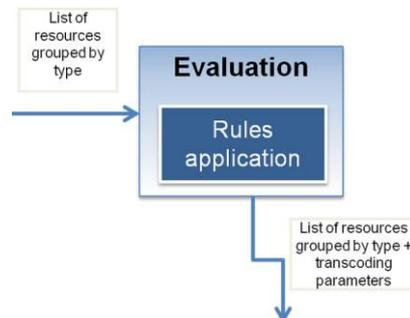 List of
resources
grouped by
type
Evaluation
Rules
application
List of resources
grouped by type +
transcoding
parameters